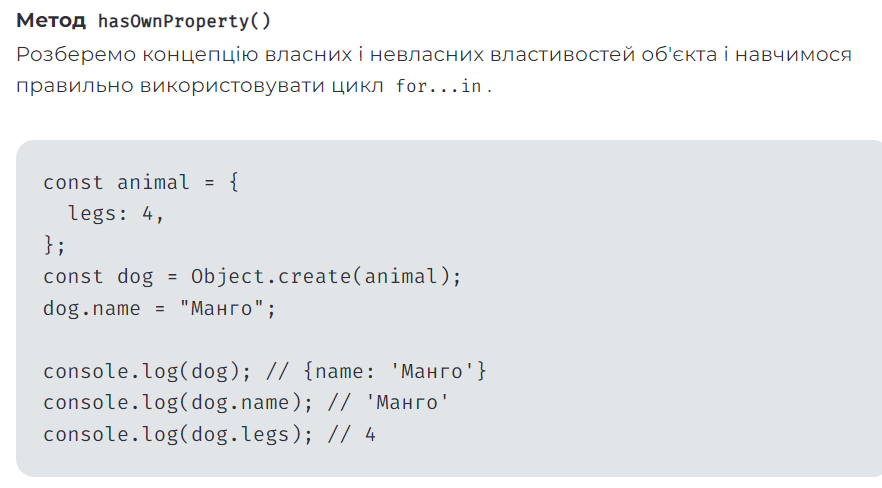 Метод hasOwnProperty()
Розберемо концепцію власних і невласних властивостей об'єкта і навчимося
правильно використовувати цикл for...in.
const animal = {
  legs: 4,
};
const dog = Object.create(animal);
dog.name = "Манго";

console.log(dog); // {name: 'Манго'}
console.log(dog.name); // 'Манго'
console.log(dog.legs); // 4